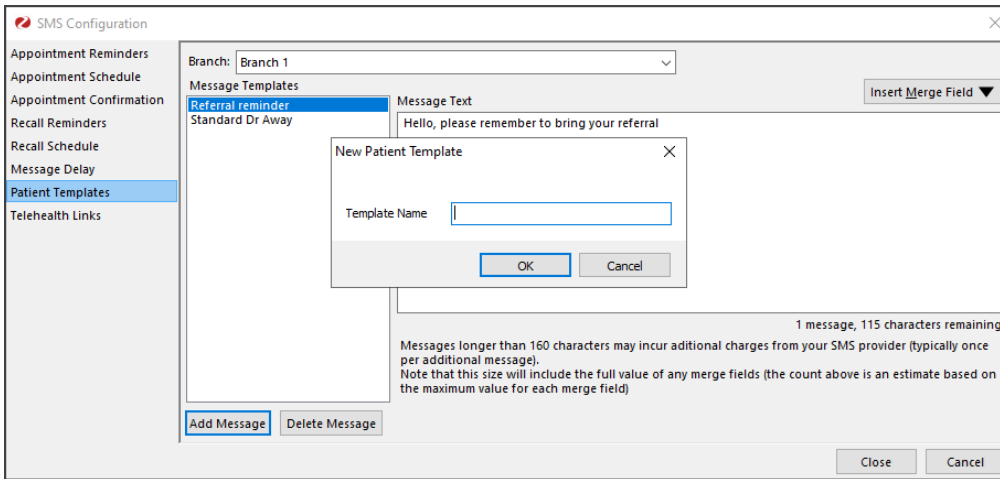 SMS Configuration
Appointment Reminders
Appointment Schedule
Appointment Confirmation
Recall Reminders
Recall Schedule
Message Delay
Patient Templates
Telehealth Links
Branch: Branch 1
Message Templates
Referral reminder
Standard Dr Away
Insert Merge Field
Message Text
Hello, please remember to bring your referral
New Patient Template
Template Name
OK Cancel
1 message, 115 characters remaining
Messages longer than 160 characters may incur aditional charges from your SMS provider (typically once
per additional message).
Note that this size will include the full value of any merge fields (the count above is an estimate based on
the maximum value for each merge field)
Add Message Delete Message
Close Cancel